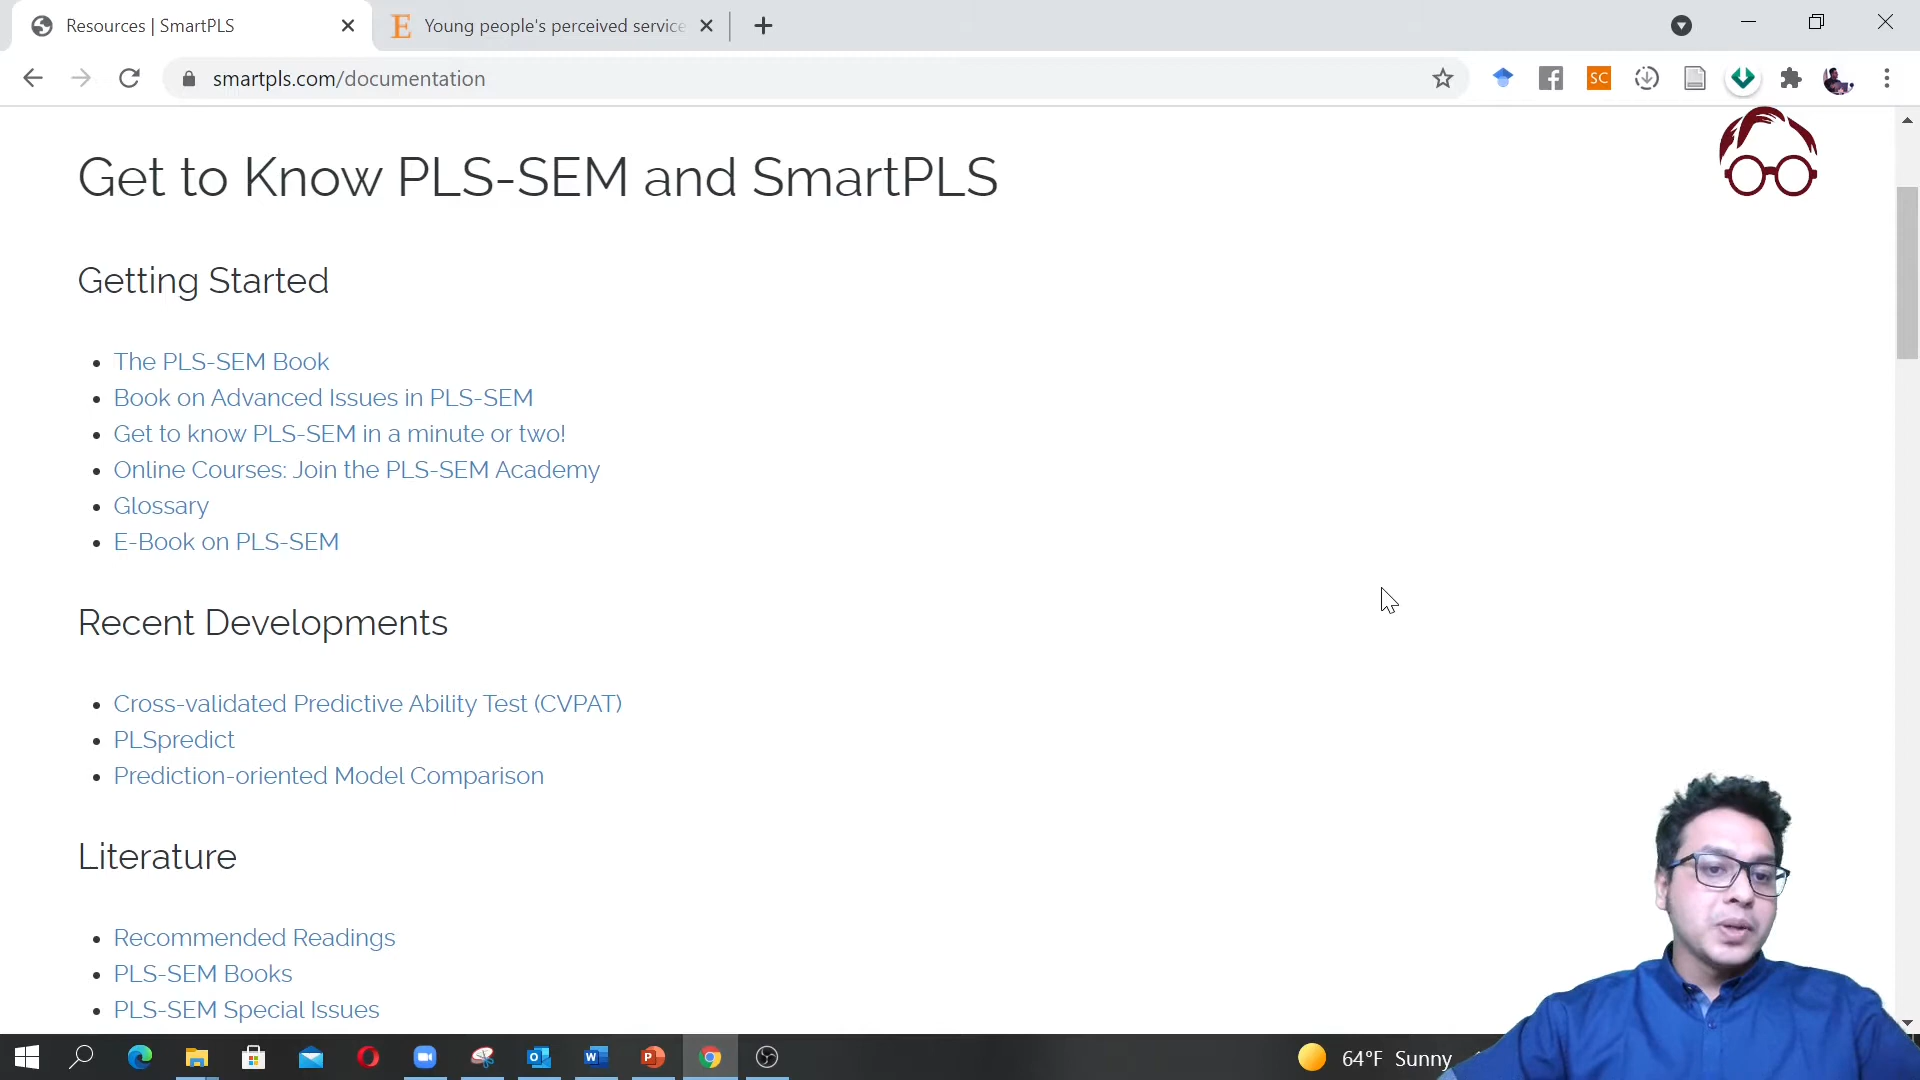 Resources | SmartPLS
Young people's perceived service
smartpls.com/documentation
SC
Get to Know PLS-SEM and SmartPLS
Getting Started
The PLS-SEM Book
Book on Advanced Issues in PLS-SEM
Get to know PLS-SEM in a minute or two!
Online Courses: Join the PLS-SEM Academy
Glossary
E-Book on PLS-SEM
Recent Developments
Cross-validated Predictive Ability Test (CVPAT)
PLSpredict
Prediction-oriented Model Comparison
Literature
Recommended Readings
PLS-SEM Books
PLS-SEM Special Issues
64°F Sunny